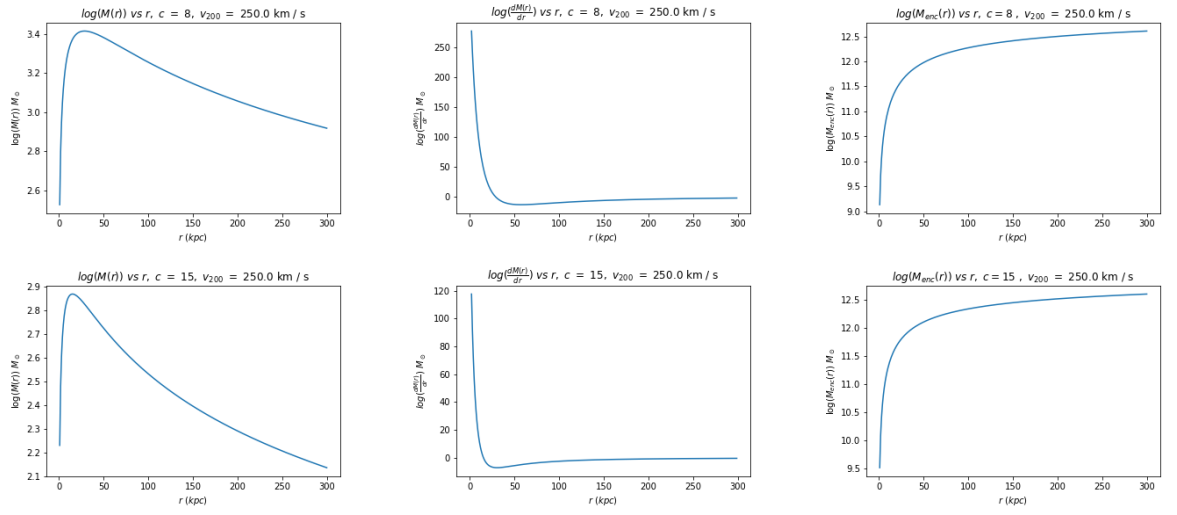 log(M(r)) vs r, c = 8, v₂₀₀ = 250.0 km / s
log(M(r)) M⊙
3.4
3.2
3.0
2.8
2.6
0 50 100 150 200 250 300
r (kpc)
log(dM(r)/dr) vs r, c = 8, v₂₀₀ = 250.0 km / s
log(dM(r)/dr) M⊙
250
200
150
100
50
0
0 50 100 150 200 250 300
r (kpc)
log(Mₑₙc(r)) vs r, c = 8 , v₂₀₀ = 250.0 km / s
log(Mₑₙc(r)) M⊙
12.5
12.0
11.5
11.0
10.5
10.0
9.5
9.0
0 50 100 150 200 250 300
r (kpc)
log(M(r)) vs r, c = 15, v₂₀₀ = 250.0 km / s
log(M(r)) M⊙
2.9
2.8
2.7
2.6
2.5
2.4
2.3
2.2
2.1
0 50 100 150 200 250 300
r (kpc)
log(dM(r)/dr) vs r, c = 15, v₂₀₀ = 250.0 km / s
log(dM(r)/dr) M⊙
120
100
80
60
40
20
0
0 50 100 150 200 250 300
r (kpc)
log(Mₑₙc(r)) vs r, c = 15 , v₂₀₀ = 250.0 km / s
log(Mₑₙc(r)) M⊙
12.5
12.0
11.5
11.0
10.5
10.0
9.5
0 50 100 150 200 250 300
r (kpc)